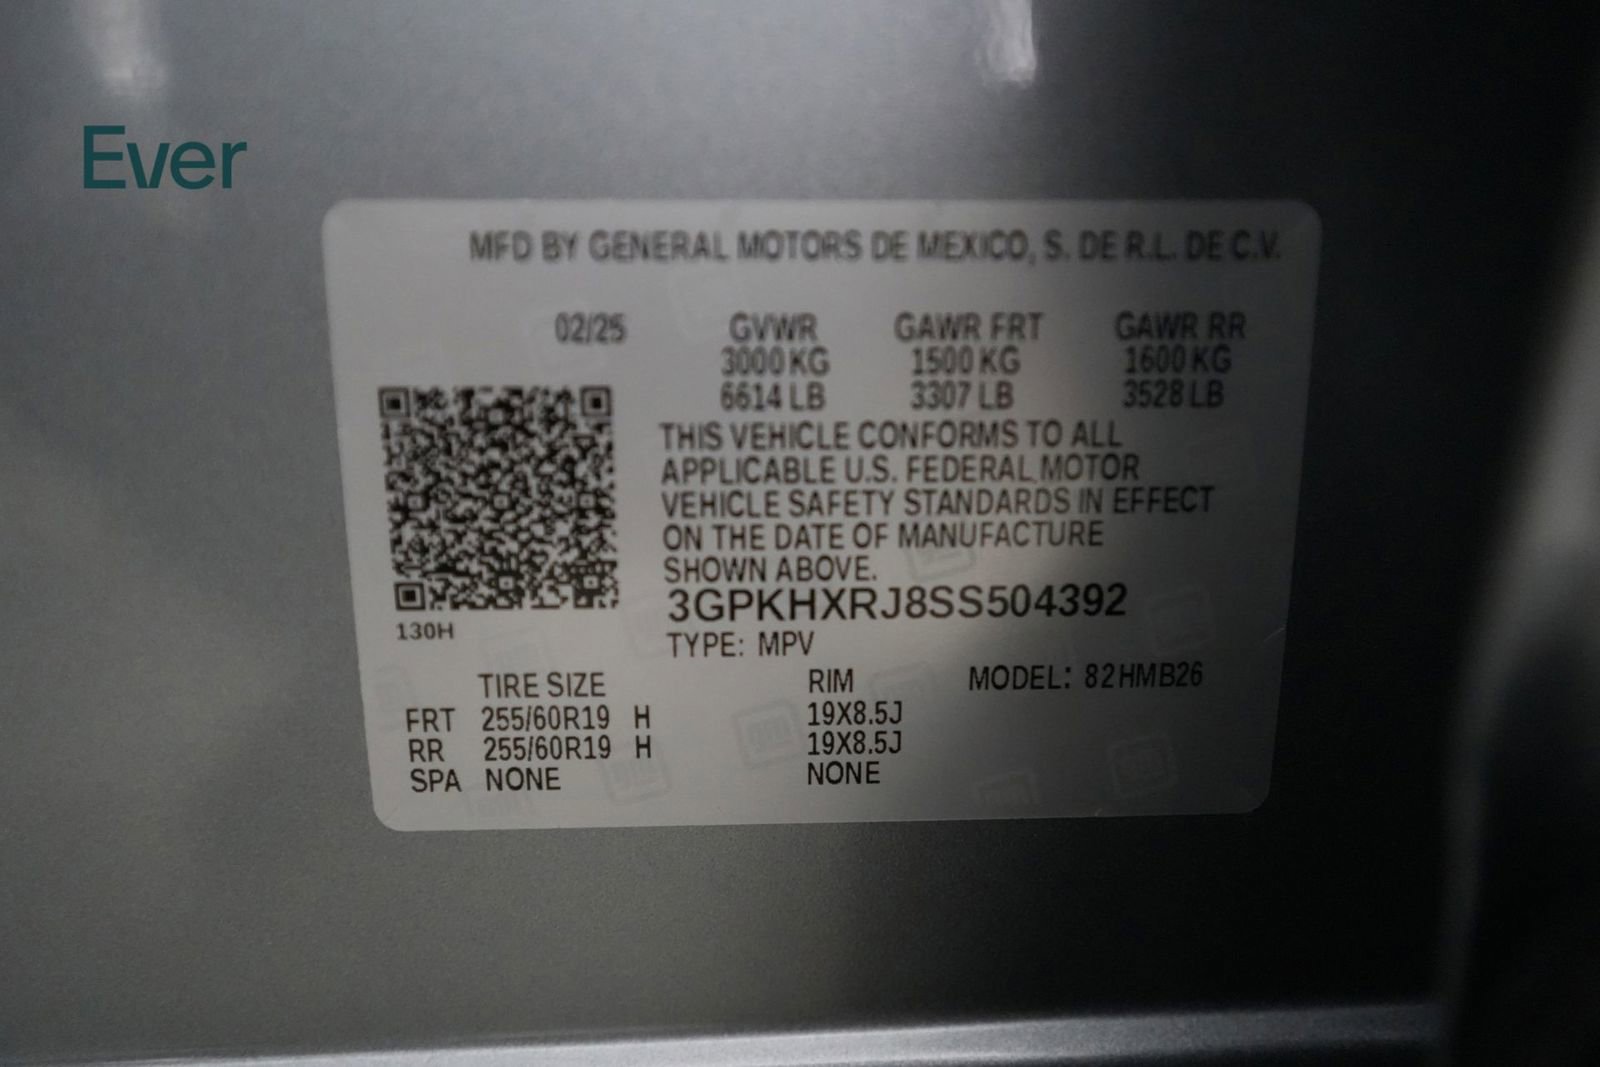 Ever
MFD BY GENERAL MOTORS DE MEXICO, S. DE R.L. DE C.V.
02/25 GVWR GAWR FRT GAWR RR
3000 KG 1500 KG 1600 KG
6614 LB 3307 LB 3528 LB
THIS VEHICLE CONFORMS TO ALL
APPLICABLE U.S. FEDERAL MOTOR
VEHICLE SAFETY STANDARDS IN EFFECT
ON THE DATE OF MANUFACTURE
SHOWN ABOVE.
3GPKHXRJ8SS504392
130H
TYPE: MPV
TIRE SIZE RIM MODEL: 82HMB26
FRT 255/60R19 H 19X8.5J
RR 255/60R19 H 19X8.5J
SPA NONE NONE